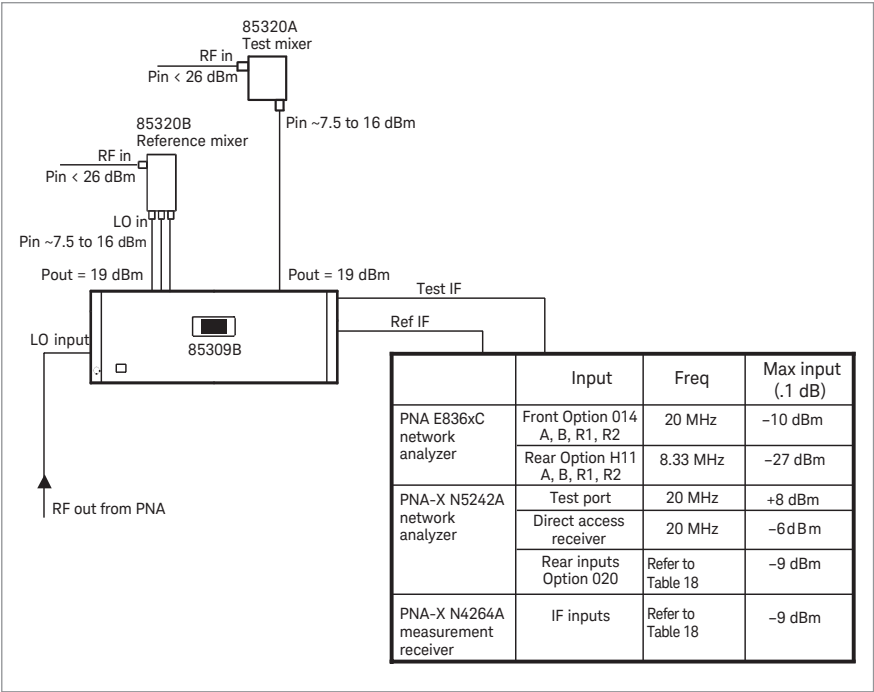 85320A
Test mixer
RF in
Pin < 26 dBm
Pin ~7.5 to 16 dBm
85320B
Reference mixer
RF in
Pin < 26 dBm
LO in
Pin ~7.5 to 16 dBm
Pout = 19 dBm
Pout = 19 dBm
Test IF
Ref IF
LO input
85309B
RF out from PNA
Input
Freq
Max input
(.1 dB)
PNA E836xC
network
analyzer
Front Option 014
A, B, R1, R2
20 MHz
–10 dBm
Rear Option H11
A, B, R1, R2
8.33 MHz
–27 dBm
PNA-X N5242A
network
analyzer
Test port
20 MHz
+8 dBm
Direct access
receiver
20 MHz
–6dBm
Rear inputs
Option 020
Refer to
Table 18
–9 dBm
PNA-X N4264A
measurement
receiver
IF inputs
Refer to
Table 18
–9 dBm